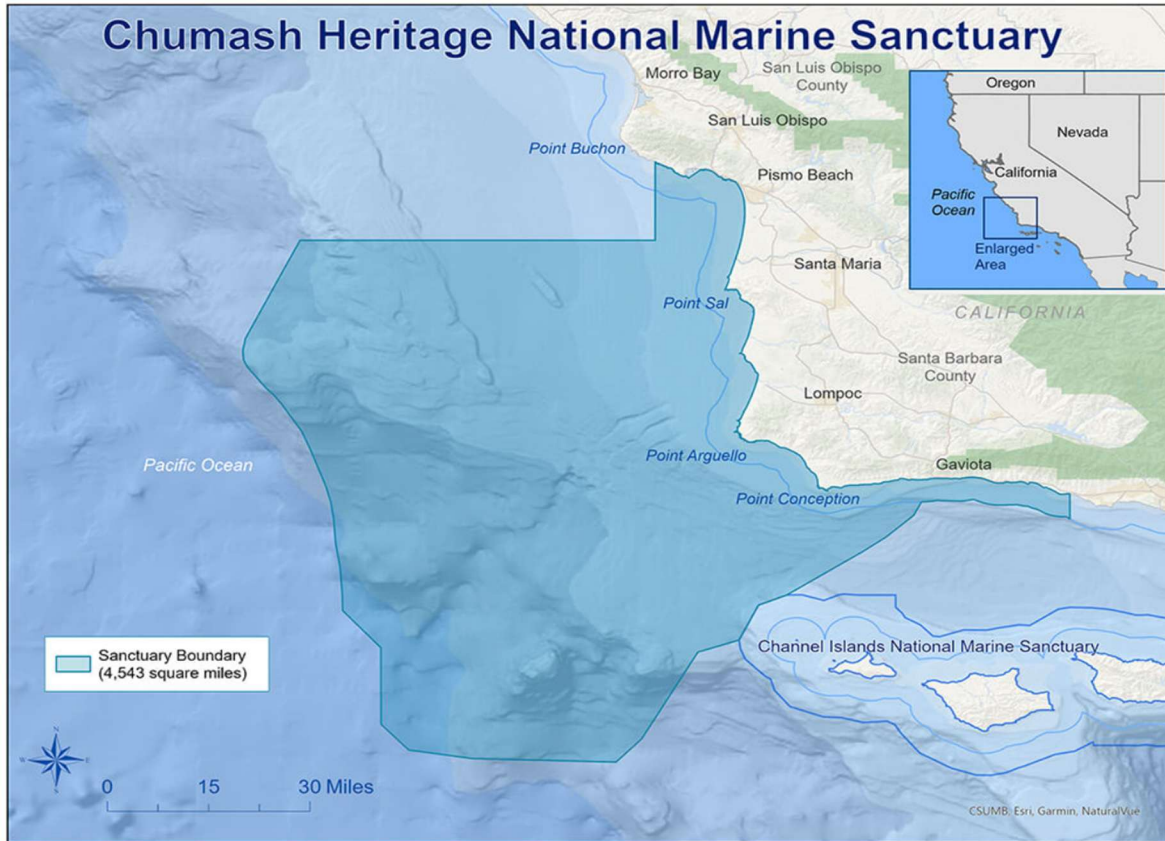 Chumash Heritage National Marine Sanctuary
Morro Bay
San Luis Obispo
County
San Luis Obispo
Point Buchon
Pismo Beach
Oregon
Nevada
California
Pacific
Ocean
Enlarged
Area
Santa Maria
Point Sal
CALIFORNIA
Santa Barbara
County
Lompoc
Point Arguello
Pacific Ocean
Gaviota
Point Conception
Channel Islands National Marine Sanctuary
Sanctuary Boundary
(4,543 square miles)
N
W
E
S
0 15 30 Miles
CSUMB, Esri, Garmin, NaturalVue